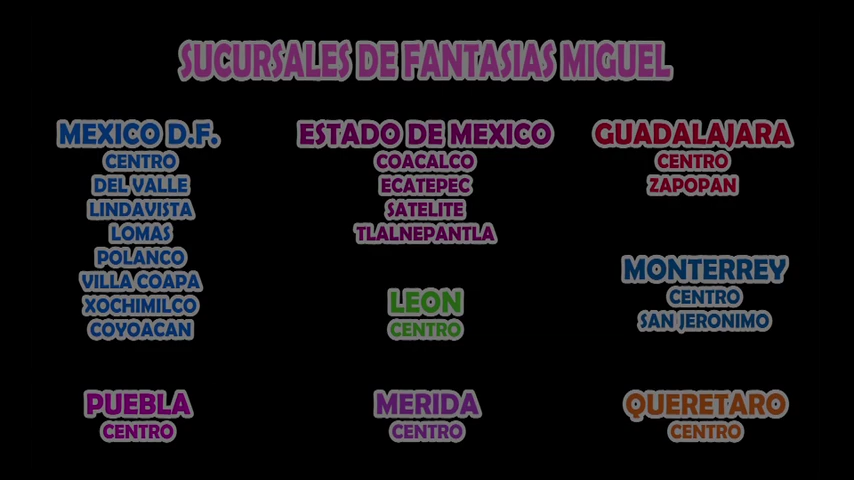 SUCURSALES DE FANTASIAS MIGUEL
MEXICO D.F.
CENTRO
DEL VALLE
LINDAVISTA
LOMAS
POLANCO
VILLA COAPA
XOCHIMILCO
COYOACAN
ESTADO DE MEXICO
COACALCO
ECATEPEC
SATELITE
TLALNEPANTLA
GUADALAJARA
CENTRO
ZAPOPAN
LEON
CENTRO
MONTERREY
CENTRO
SAN JERONIMO
PUEBLA
CENTRO
MERIDA
CENTRO
QUERETARO
CENTRO